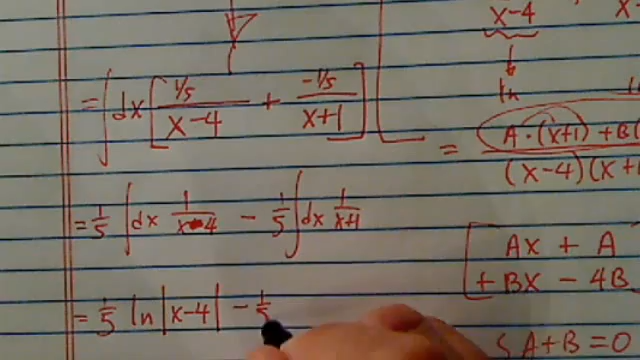 = ∫ dx [ 1/5 / x-4 + -1/5 / x+1 ]
= 1/5 ∫ dx 1/x-4 - 1/5 ∫ dx 1/x+1
= 1/5 ln |x-4| - 1/5
x-4
ln
= A·(x+1) + B( / (x-4)(x+1
Ax + A
+ Bx - 4B
A+B = 0